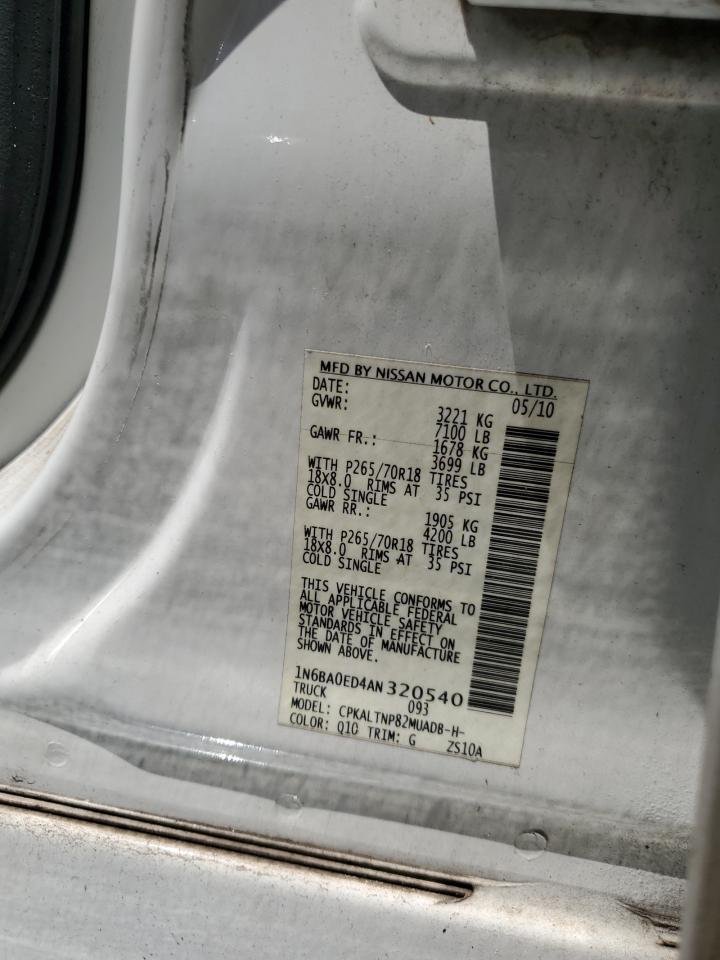 MFD BY NISSAN MOTOR CO., LTD.
DATE: 05/10
GVWR: 3221 KG
7100 LB
GAWR FR.: 1678 KG
3699 LB
WITH P265/70R18 TIRES
18X8.0 RIMS AT 35 PSI
COLD SINGLE
GAWR RR.: 1905 KG
4200 LB
WITH P265/70R18 TIRES
18X8.0 RIMS AT 35 PSI
COLD SINGLE
THIS VEHICLE CONFORMS TO
ALL APPLICABLE FEDERAL
MOTOR VEHICLE SAFETY
STANDARDS IN EFFECT ON
THE DATE OF MANUFACTURE
SHOWN ABOVE.
1N6BA0ED4AN320540
TRUCK 093
MODEL: CPKALTNP82MUADB-H-
COLOR: Q10 TRIM: G ZS10A